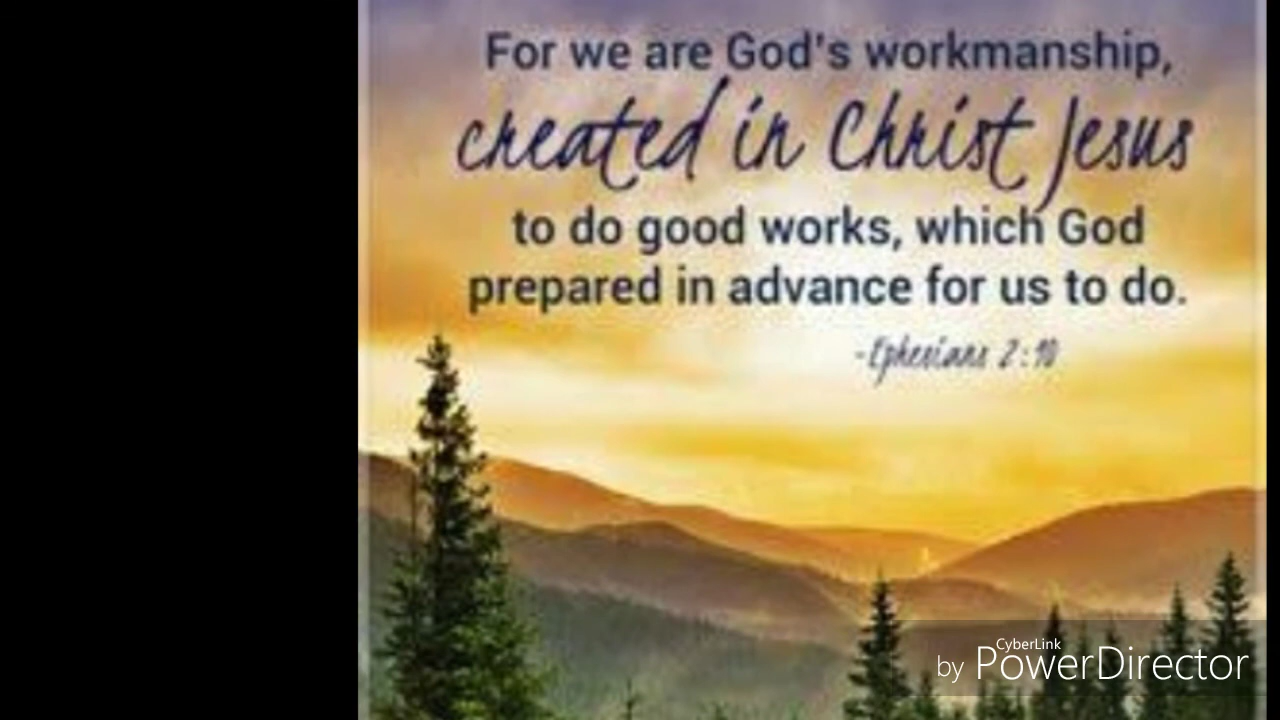 For we are God's workmanship,
created in Christ Jesus
to do good works, which God
prepared in advance for us to do.
-Ephesians 2:10
CyberLink
by PowerDirector